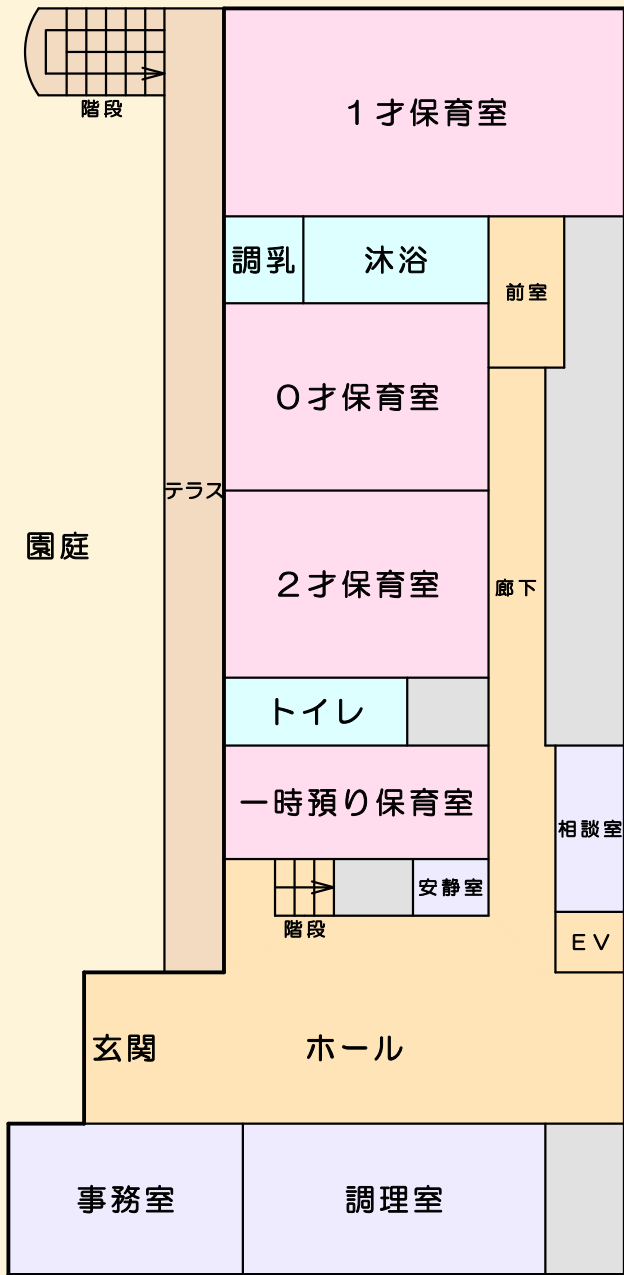 階段
１才保育室
調乳
沐浴
前室
０才保育室
テラス
園庭
２才保育室
廊下
トイレ
一時預り保育室
相談室
安静室
階段
ＥＶ
玄関
ホール
事務室
調理室